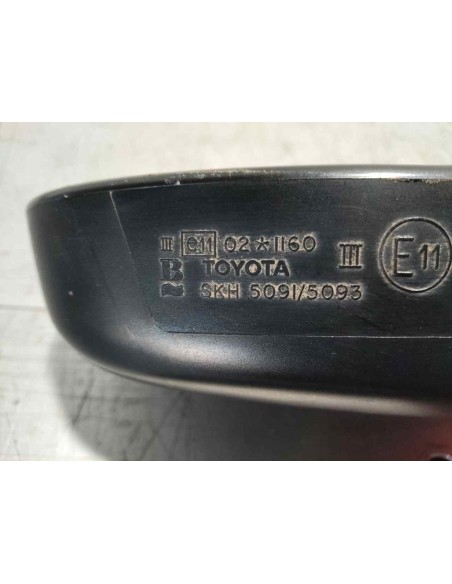 III e11 02*1160
B TOYOTA III E11
SKH 5091/5093